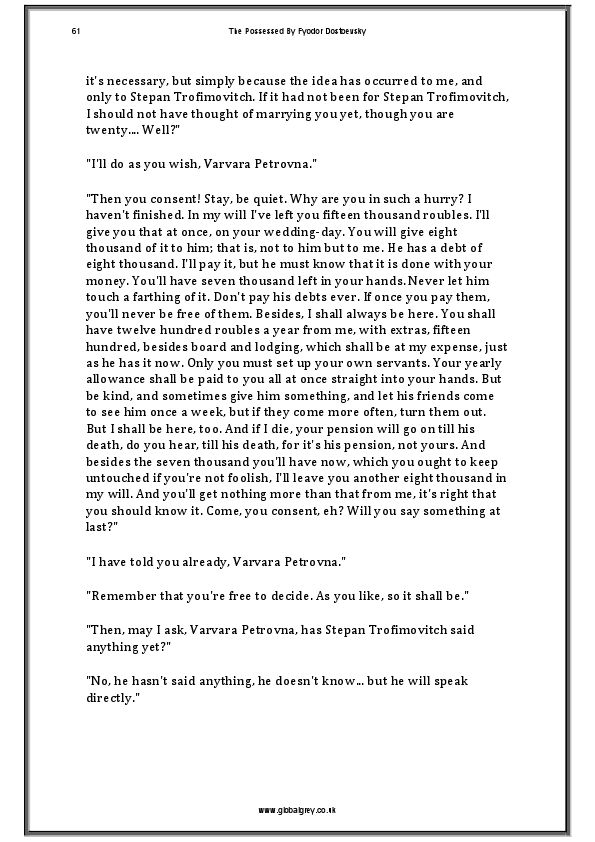 61
The Possessed By Fyodor Dostoevsky
it's necessary, but simply because the idea has occurred to me, and
only to Stepan Trofimovitch. If it had not been for Stepan Trofimovitch,
I should not have thought of marrying you yet, though you are
twenty.... Well?"
"I'll do as you wish, Varvara Petrovna."
"Then you consent! Stay, be quiet. Why are you in such a hurry? I
haven't finished. In my will I've left you fifteen thousand roubles. I'll
give you that at once, on your wedding-day. You will give eight
thousand of it to him; that is, not to him but to me. He has a debt of
eight thousand. I'll pay it, but he must know that it is done with your
money. You'll have seven thousand left in your hands. Never let him
touch a farthing of it. Don't pay his debts ever. If once you pay them,
you'll never be free of them. Besides, I shall always be here. You shall
have twelve hundred roubles a year from me, with extras, fifteen
hundred, besides board and lodging, which shall be at my expense, just
as he has it now. Only you must set up your own servants. Your yearly
allowance shall be paid to you all at once straight into your hands. But
be kind, and sometimes give him something, and let his friends come
to see him once a week, but if they come more often, turn them out.
But I shall be here, too. And if I die, your pension will go on till his
death, do you hear, till his death, for it's his pension, not yours. And
besides the seven thousand you'll have now, which you ought to keep
untouched if you're not foolish, I'll leave you another eight thousand in
my will. And you'll get nothing more than that from me, it's right that
you should know it. Come, you consent, eh? Will you say something at
last?"
"I have told you already, Varvara Petrovna."
"Remember that you're free to decide. As you like, so it shall be."
"Then, may I ask, Varvara Petrovna, has Stepan Trofimovitch said
anything yet?"
"No, he hasn't said anything, he doesn't know... but he will speak
directly."
www.globalgrey.co.uk